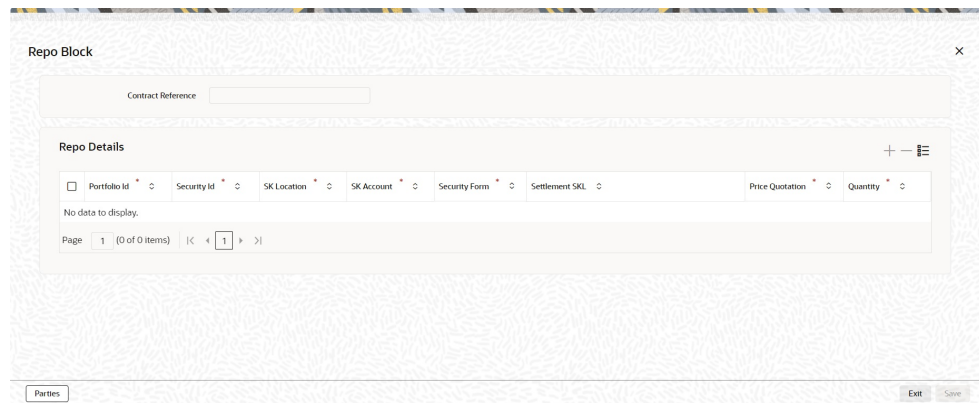 Repo Block
Contract Reference
Repo Details
Portfolio Id * Security Id * SK Location * SK Account * Security Form * Settlement SKL Price Quotation * Quantity *
No data to display.
Page 1 (0 of 0 items) 1
Parties Exit Save